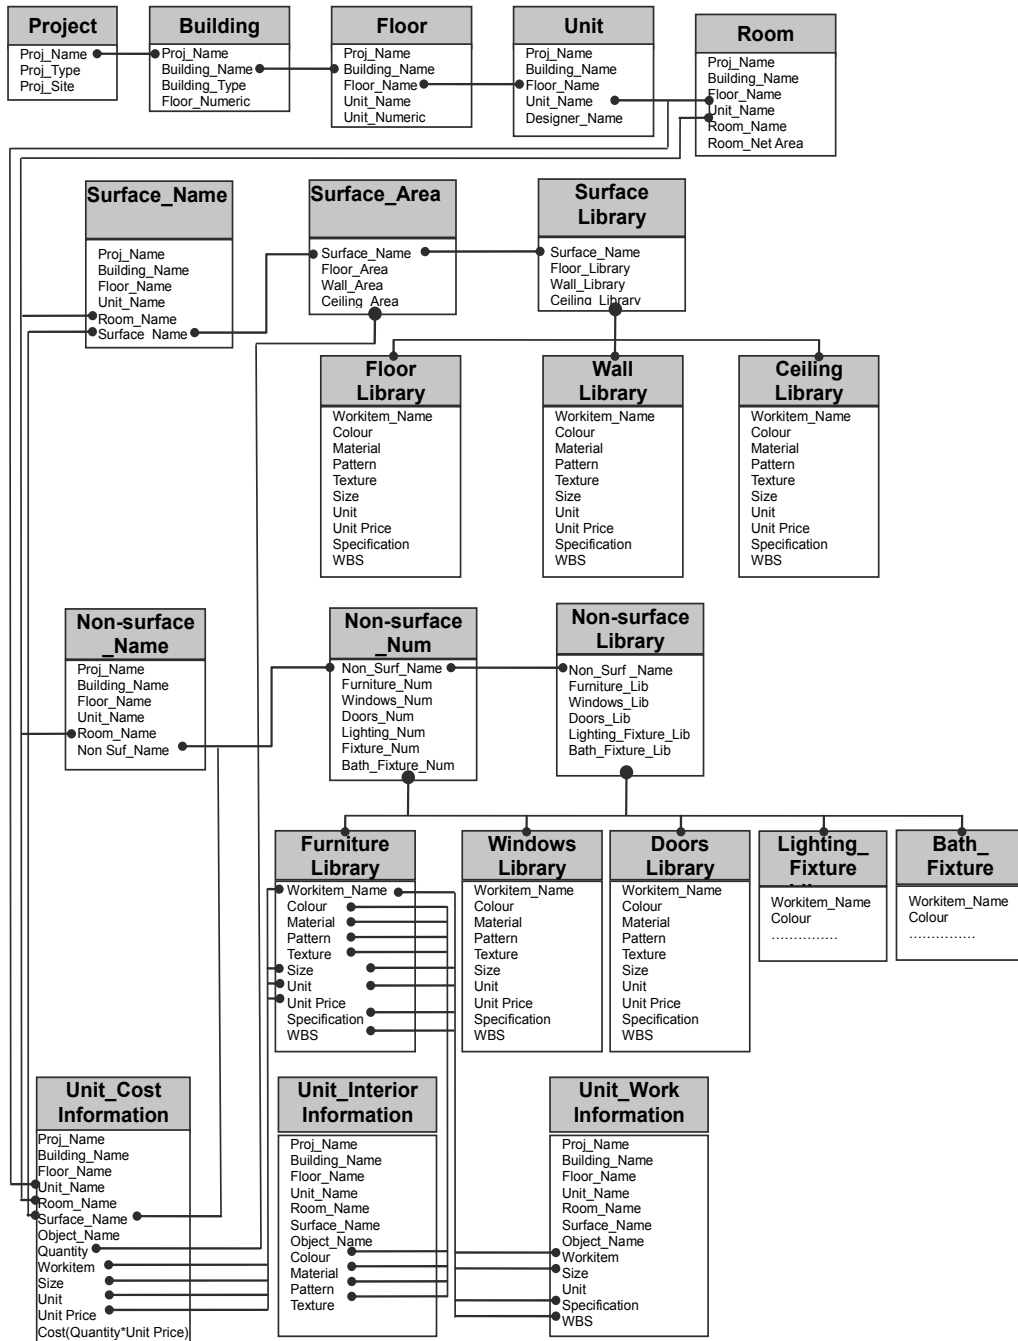 Project
Proj_Name
Proj_Type
Proj_Site
Building
Proj_Name
Building_Name
Building_Type
Floor_Numeric
Floor
Proj_Name
Building_Name
Floor_Name
Unit_Name
Unit_Numeric
Unit
Proj_Name
Building_Name
Floor_Name
Unit_Name
Designer_Name
Room
Proj_Name
Building_Name
Floor_Name
Unit_Name
Room_Name
Room_Net Area
Surface_Name
Proj_Name
Building_Name
Floor_Name
Unit_Name
Room_Name
Surface_Name
Surface_Area
Surface_Name
Floor_Area
Wall_Area
Ceiling_Area
Surface
Library
Surface_Name
Floor_Library
Wall_Library
Ceiling_Library
Floor
Library
Workitem_Name
Colour
Material
Pattern
Texture
Size
Unit
Unit Price
Specification
WBS
Wall
Library
Workitem_Name
Colour
Material
Pattern
Texture
Size
Unit
Unit Price
Specification
WBS
Ceiling
Library
Workitem_Name
Colour
Material
Pattern
Texture
Size
Unit
Unit Price
Specification
WBS
Non-surface
_Name
Proj_Name
Building_Name
Floor_Name
Unit_Name
Room_Name
Non Suf_Name
Non-surface
_Num
Non_Surf_Name
Furniture_Num
Windows_Num
Doors_Num
Lighting_Num
Fixture_Num
Bath_Fixture_Num
Non-surface
Library
Non_Surf _Name
Furniture_Lib
Windows_Lib
Doors_Lib
Lighting_Fixture_Lib
Bath_Fixture_Lib
Furniture
Library
Workitem_Name
Colour
Material
Pattern
Texture
Size
Unit
Unit Price
Specification
WBS
Windows
Library
Workitem_Name
Colour
Material
Pattern
Texture
Size
Unit
Unit Price
Specification
WBS
Doors
Library
Workitem_Name
Colour
Material
Pattern
Texture
Size
Unit
Unit Price
Specification
WBS
Lighting_
Fixture
Workitem_Name
Colour
...............
Bath_
Fixture
Workitem_Name
Colour
...............
Unit_Cost
Information
Proj_Name
Building_Name
Floor_Name
Unit_Name
Room_Name
Surface_Name
Object_Name
Quantity
Workitem
Size
Unit
Unit Price
Cost(Quantity*Unit Price)
Unit_Interior
Information
Proj_Name
Building_Name
Floor_Name
Unit_Name
Room_Name
Surface_Name
Object_Name
Colour
Material
Pattern
Texture
Unit_Work
Information
Proj_Name
Building_Name
Floor_Name
Unit_Name
Room_Name
Surface_Name
Object_Name
Workitem
Size
Unit
Specification
WBS